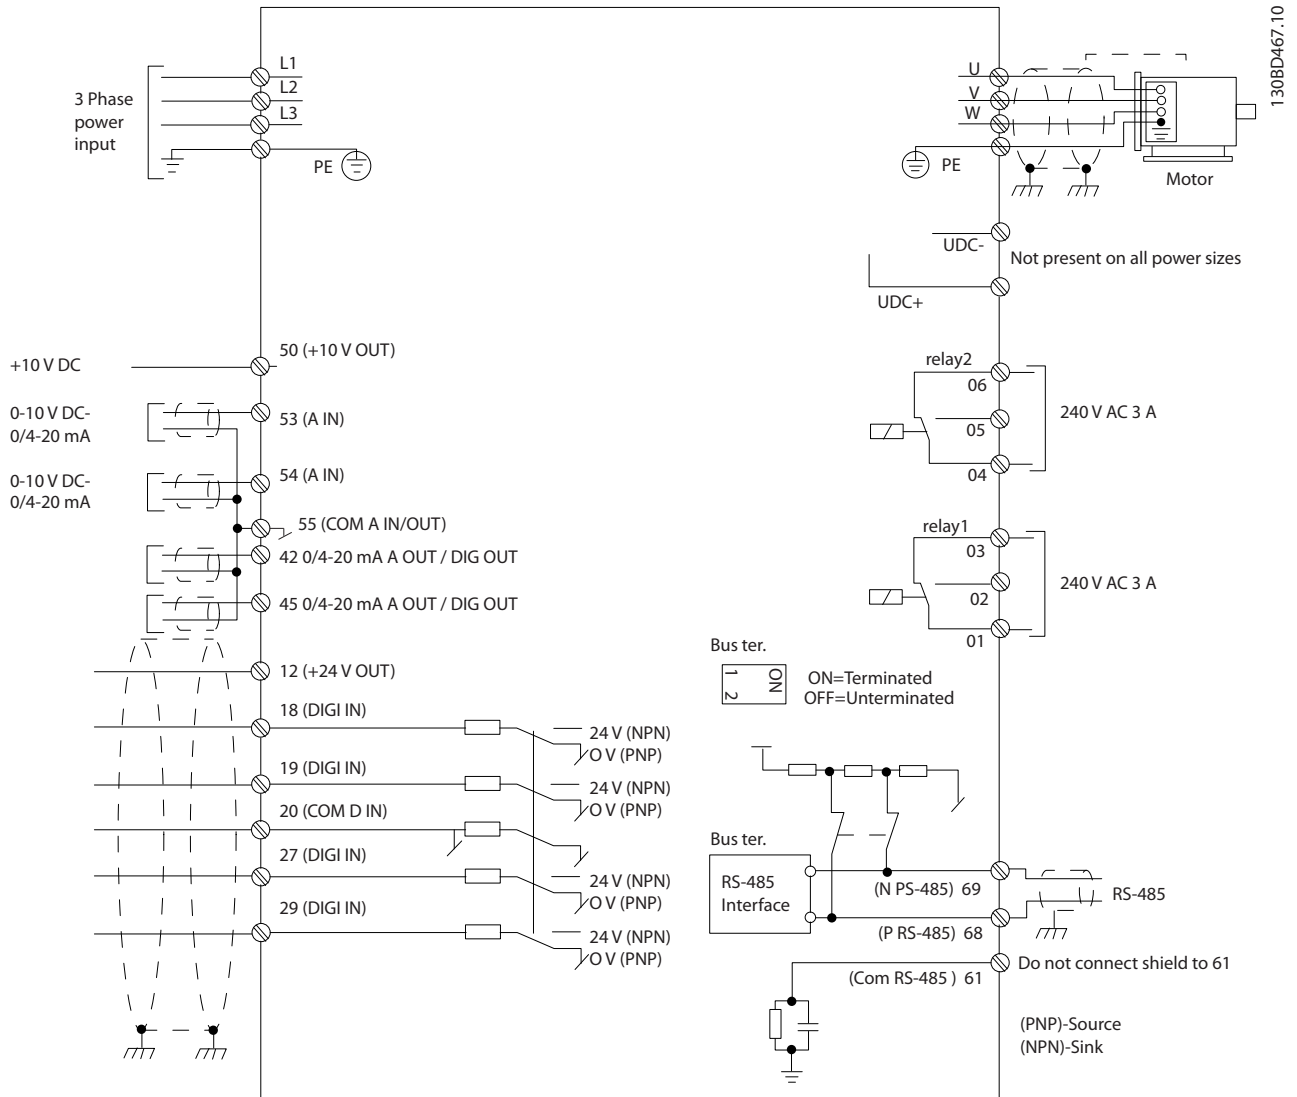 130BD467.10
3 Phase
power
input
L1
L2
L3
PE
U
V
W
PE
Motor
UDC-
Not present on all power sizes
UDC+
+10 V DC
50 (+10 V OUT)
0-10 V DC-
0/4-20 mA
53 (A IN)
0-10 V DC-
0/4-20 mA
54 (A IN)
55 (COM A IN/OUT)
42 0/4-20 mA A OUT / DIG OUT
45 0/4-20 mA A OUT / DIG OUT
12 (+24 V OUT)
18 (DIGI IN)
24 V (NPN)
O V (PNP)
19 (DIGI IN)
24 V (NPN)
O V (PNP)
20 (COM D IN)
27 (DIGI IN)
24 V (NPN)
O V (PNP)
29 (DIGI IN)
24 V (NPN)
O V (PNP)
relay2
06
05
04
240 V AC 3 A
relay1
03
02
01
240 V AC 3 A
Bus ter.
1
2
ON
ON=Terminated
OFF=Unterminated
Bus ter.
RS-485
Interface
(N PS-485) 69
RS-485
(P RS-485) 68
(Com RS-485 ) 61
Do not connect shield to 61
(PNP)-Source
(NPN)-Sink